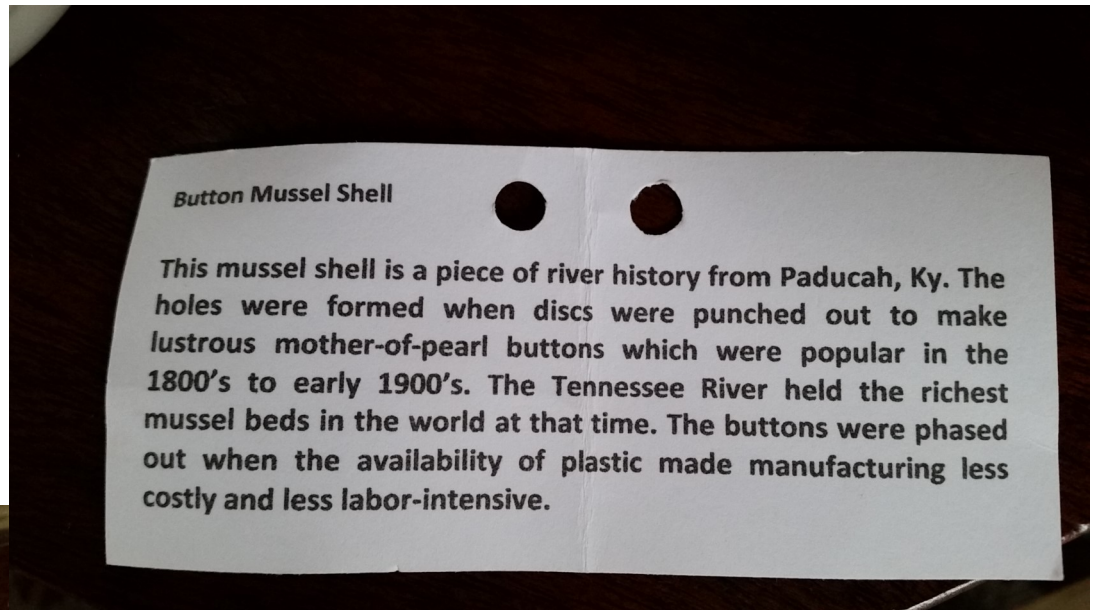 Button Mussel Shell
This mussel shell is a piece of river history from Paducah, Ky. The
holes were formed when discs were punched out to make
lustrous mother-of-pearl buttons which were popular in the
1800's to early 1900's. The Tennessee River held the richest
mussel beds in the world at that time. The buttons were phased
out when the availability of plastic made manufacturing less
costly and less labor-intensive.